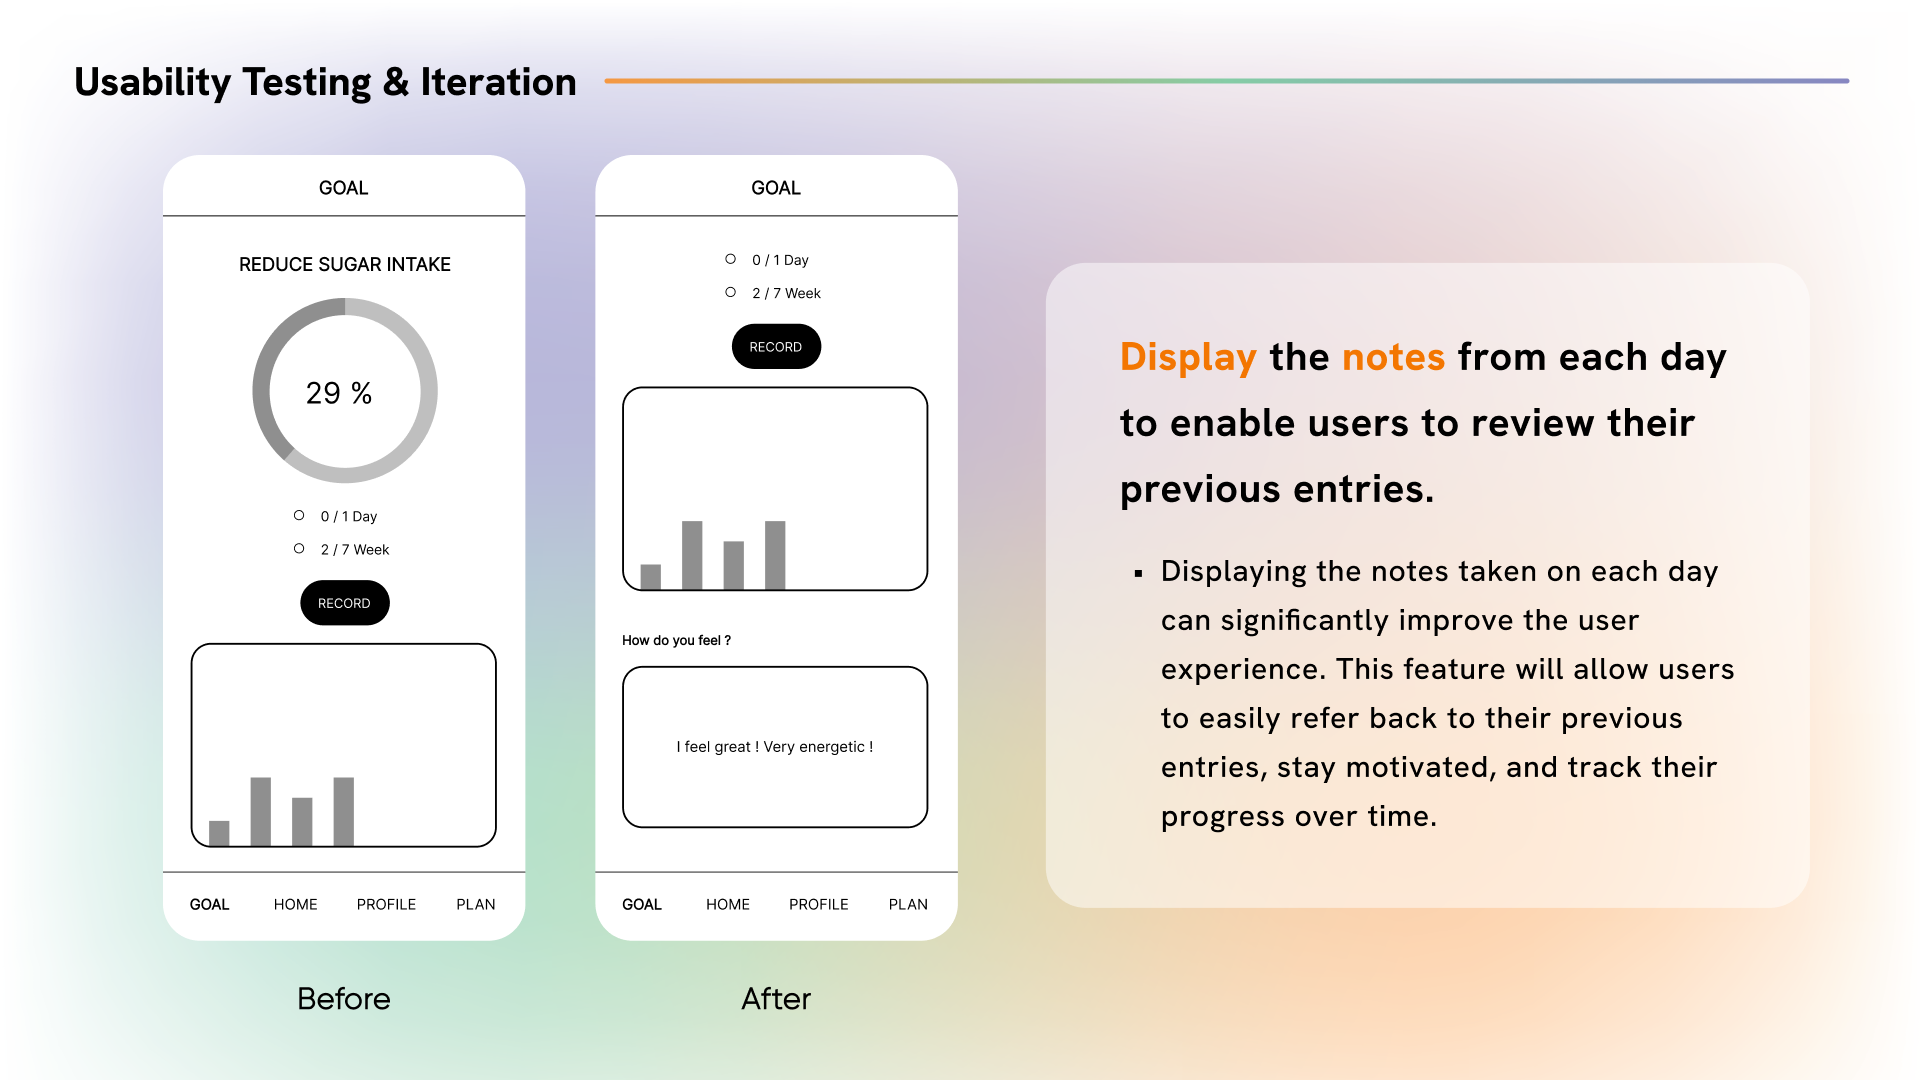 Usability Testing & Iteration
GOAL
REDUCE SUGAR INTAKE
29 %
0 / 1 Day
2 / 7 Week
RECORD
GOAL HOME PROFILE PLAN
Before
GOAL
0 / 1 Day
2 / 7 Week
RECORD
How do you feel ?
I feel great ! Very energetic !
GOAL HOME PROFILE PLAN
After
Display the notes from each day
to enable users to review their
previous entries.
▪ Displaying the notes taken on each day
can significantly improve the user
experience. This feature will allow users
to easily refer back to their previous
entries, stay motivated, and track their
progress over time.